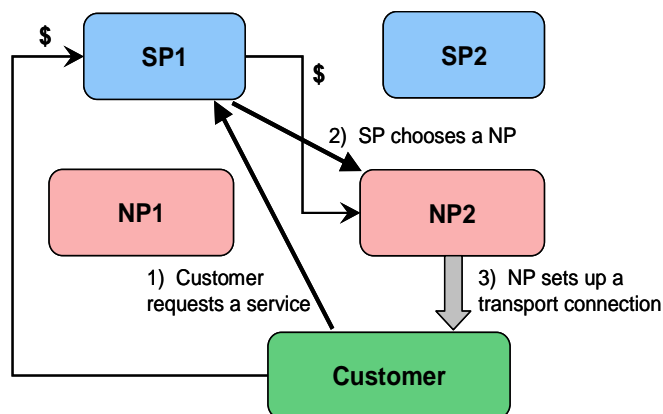 $
SP1
SP2
$
2) SP chooses a NP
NP1
NP2
1) Customer
requests a service
3) NP sets up a
transport connection
Customer